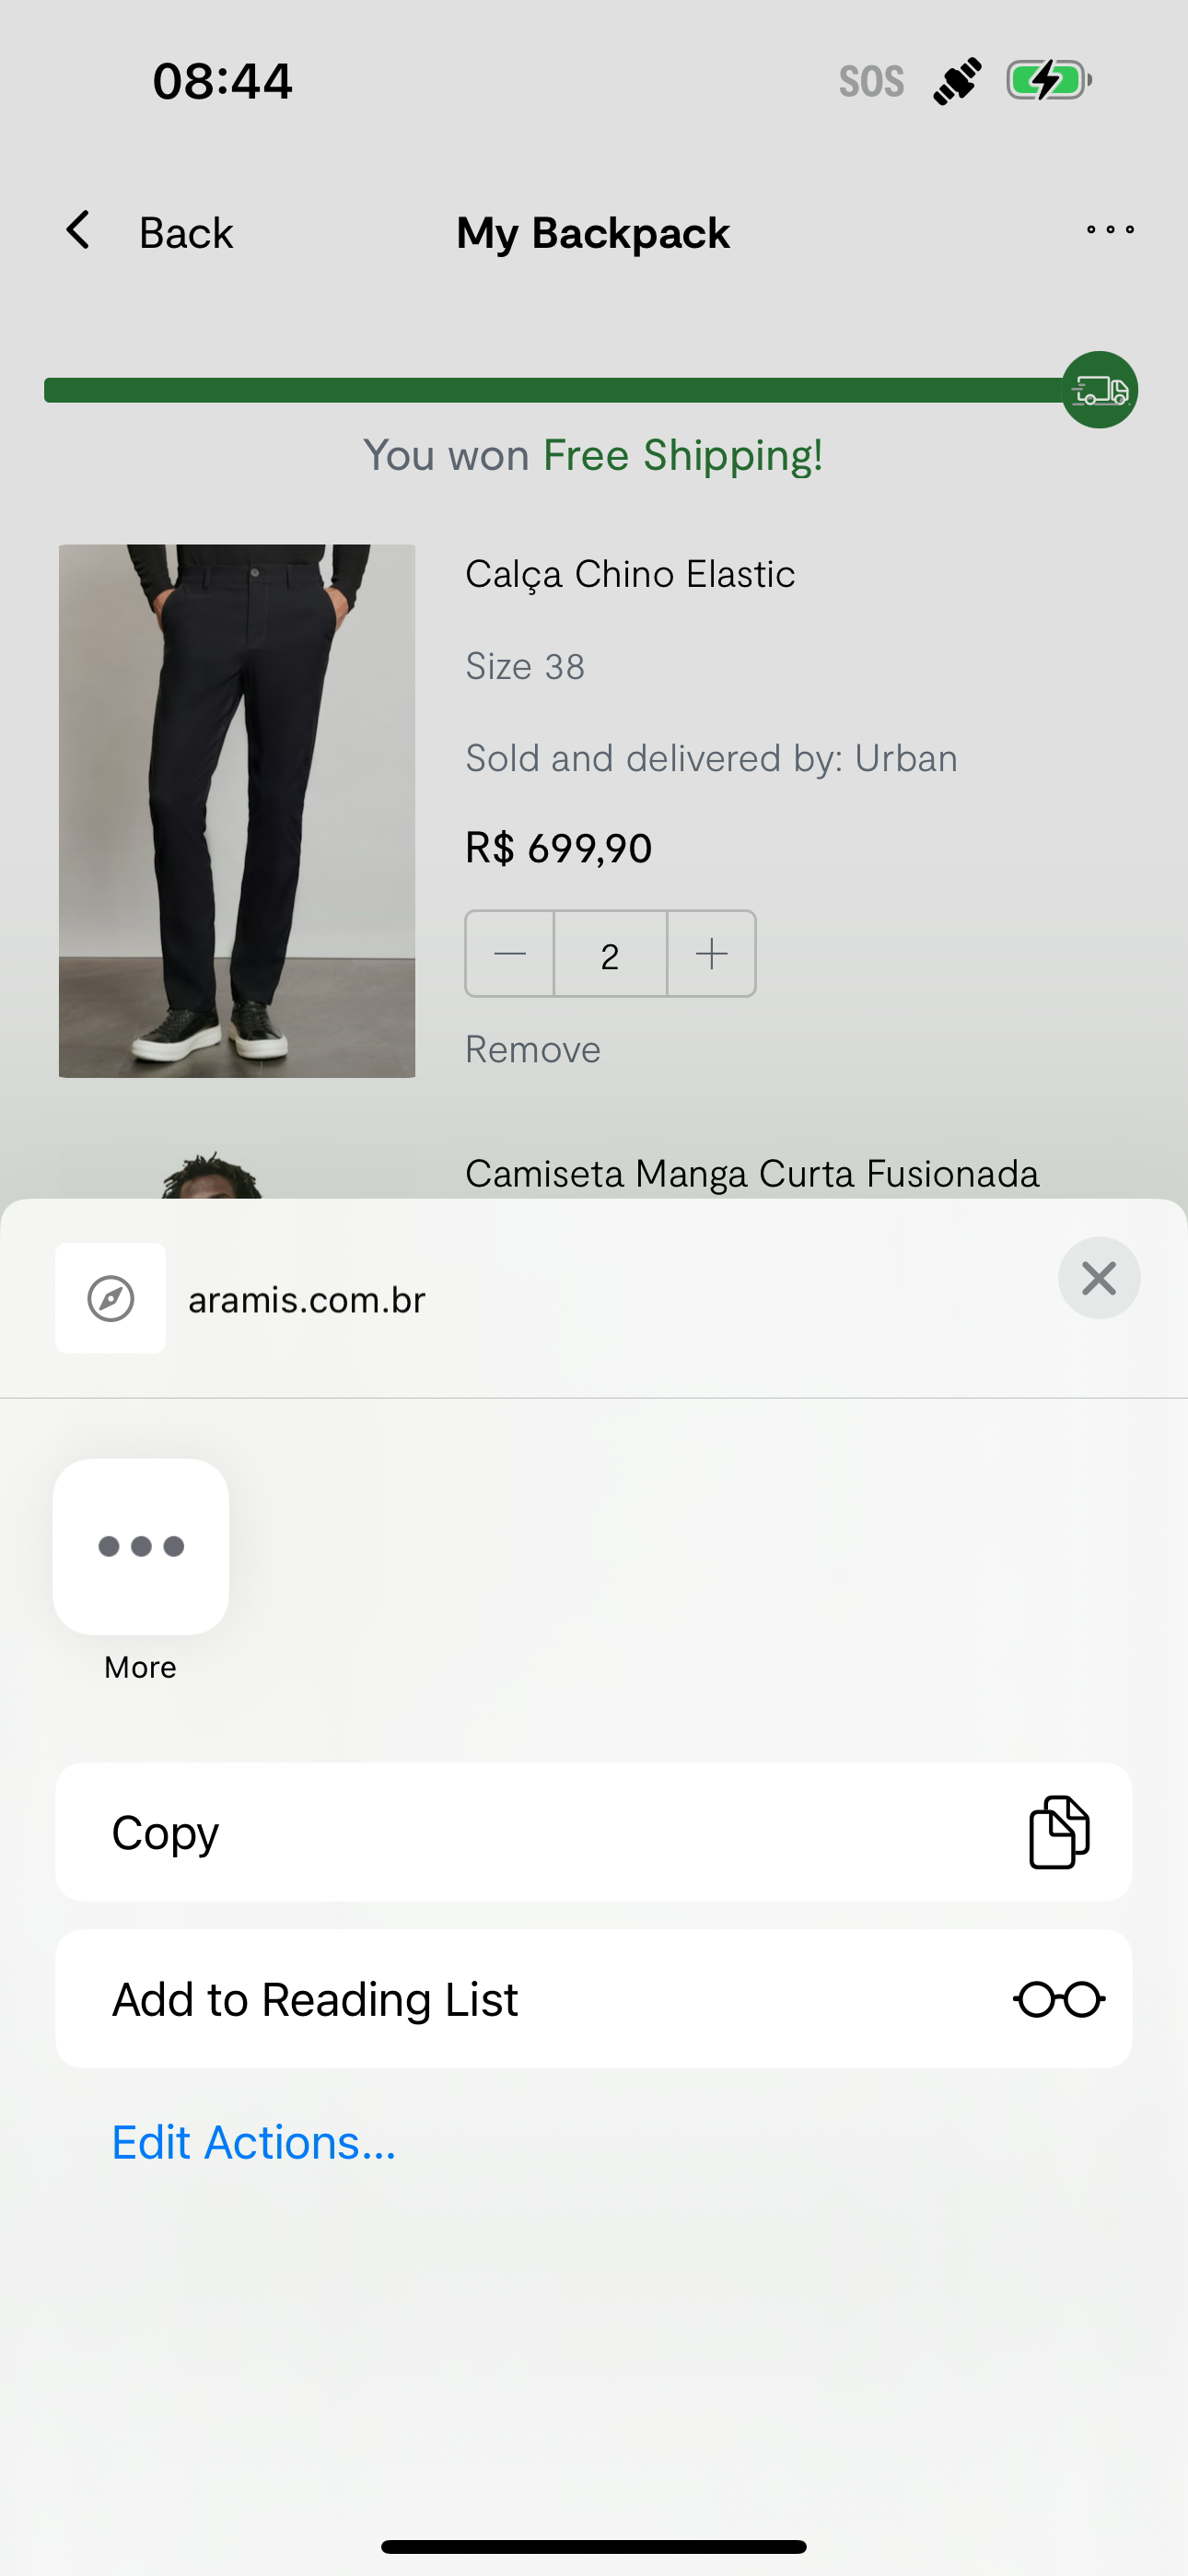 08:44
SOS
Back
My Backpack
You won Free Shipping!
Calça Chino Elastic
Size 38
Sold and delivered by: Urban
R$ 699,90
2
Remove
Camiseta Manga Curta Fusionada
aramis.com.br
More
Copy
Add to Reading List
Edit Actions...